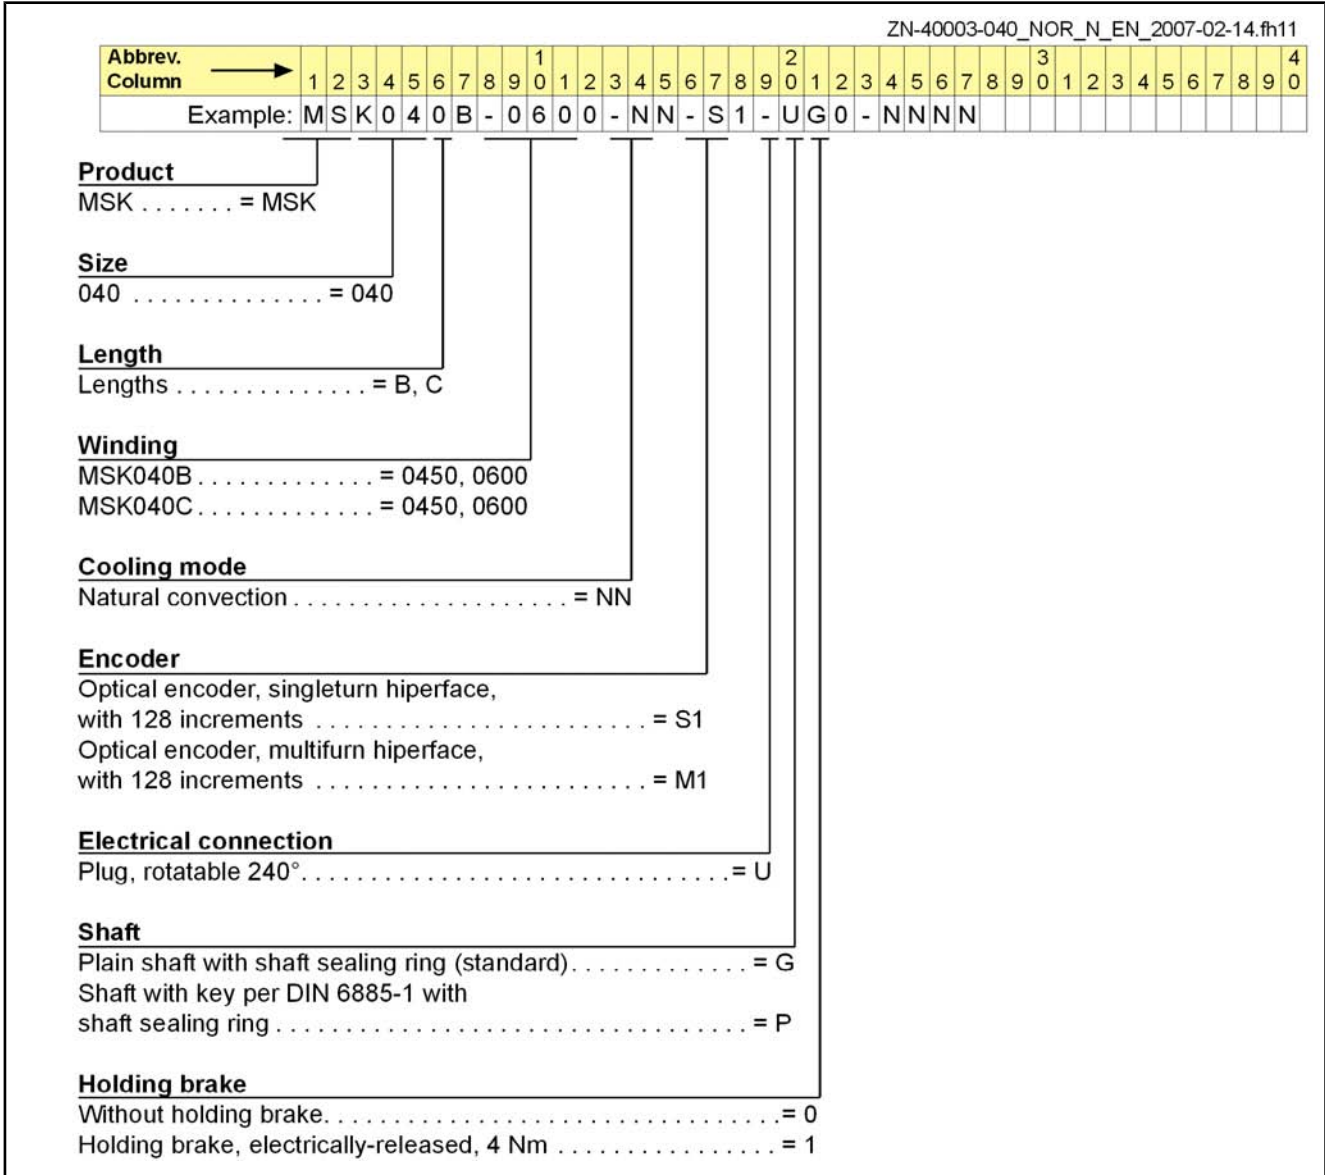 ZN-40003-040_NOR_N_EN_2007-02-14.fh11
Abbrev. 1 2 3 4
Column 1 2 3 4 5 6 7 8 9 0 1 2 3 4 5 6 7 8 9 0 1 2 3 4 5 6 7 8 9 0 1 2 3 4 5 6 7 8 9 0
Example: M S K 0 4 0 B - 0 6 0 0 - N N - S 1 - U G 0 - N N N N
Product
MSK . . . . . . . = MSK
Size
040 . . . . . . . . . . . . . . = 040
Length
Lengths . . . . . . . . . . . . . . = B, C
Winding
MSK040B . . . . . . . . . . . . . = 0450, 0600
MSK040C . . . . . . . . . . . . . = 0450, 0600
Cooling mode
Natural convection . . . . . . . . . . . . . . . . . . . . = NN
Encoder
Optical encoder, singleturn hiperface,
with 128 increments . . . . . . . . . . . . . . . . . . . . . . . . = S1
Optical encoder, multifurn hiperface,
with 128 increments . . . . . . . . . . . . . . . . . . . . . . . . = M1
Electrical connection
Plug, rotatable 240°. . . . . . . . . . . . . . . . . . . . . . . . . . . . . . . = U
Shaft
Plain shaft with shaft sealing ring (standard). . . . . . . . . . . . . = G
Shaft with key per DIN 6885-1 with
shaft sealing ring . . . . . . . . . . . . . . . . . . . . . . . . . . . . . . . . . . = P
Holding brake
Without holding brake. . . . . . . . . . . . . . . . . . . . . . . . . . . . . . . . .= 0
Holding brake, electrically-released, 4 Nm . . . . . . . . . . . . . . . . = 1